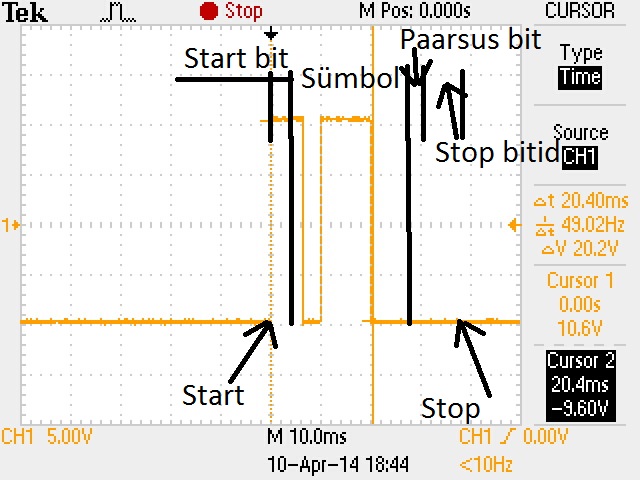 Tek Stop M Pos: 0.000s CURSOR
Type
Time
Source
CH1
Start bit
Paarsus bit
Sümbol
Stop bitid
1
Δt 20.40ms
1/Δt 49.02Hz
ΔV 20.2V
Cursor 1
0.00s
10.6V
Cursor 2
20.4ms
-9.60V
Start
Stop
CH1 5.00V M 10.0ms CH1 / 0.00V
10-Apr-14 18:44 <10Hz